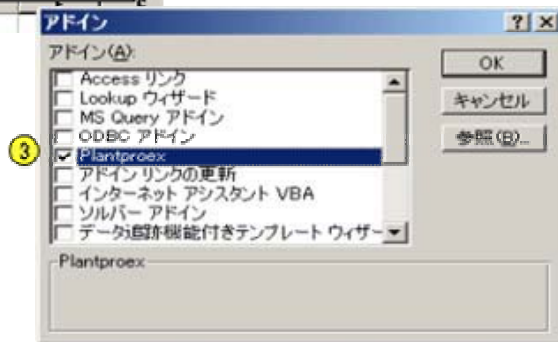 アドイン
アドイン(A):
Access リンク
Lookup ウィザード
MS Query アドイン
ODBC アドイン
Plantproex
アドイン リンクの更新
インターネット アシスタント VBA
ソルバー アドイン
データ追跡機能付きテンプレート ウィザー
OK
キャンセル
参照(B)...
3
Plantproex